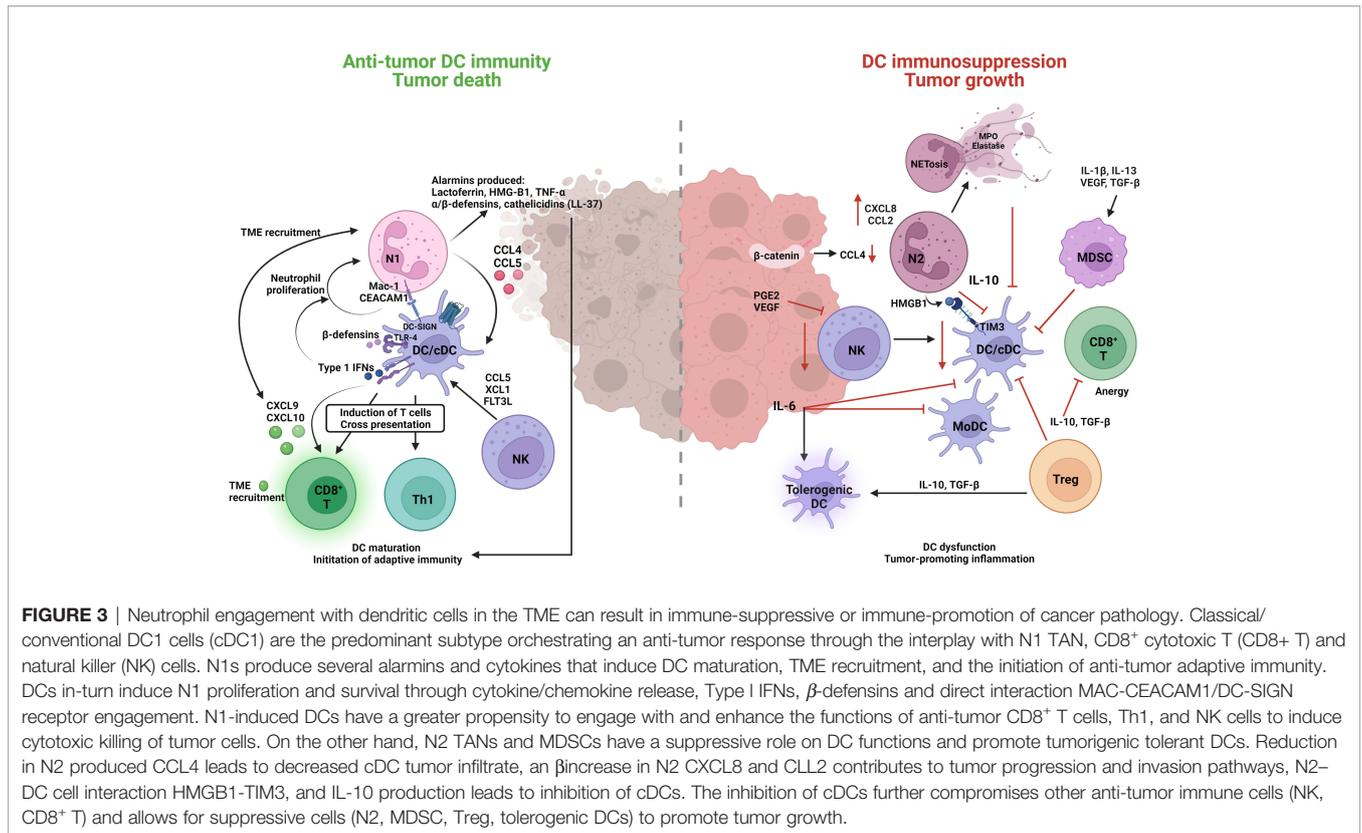 Anti-tumor DC immunity
Tumor death
DC immunosuppression
Tumor growth
Alarmins produced:
Lactoferrin, HMG-B1, TNF-α
α/β-defensins, cathelicidins (LL-37)
TME recruitment
N1
CCL4
CCL5
Neutrophil
proliferation
Mac-1
CEACAM1
DC-SIGN
TLR-4
β-defensins
DC/cDC
Type 1 IFNs
CCL5
XCL1
FLT3L
CXCL9
CXCL10
Induction of T cells
Cross presentation
NK
TME
recruitment
CD8⁺
T
Th1
DC maturation
Inititation of adaptive immunity
MPO
Elastase
NETosis
IL-1β, IL-13
VEGF, TGF-β
CXCL8
CCL2
β-catenin
CCL4
N2
MDSC
IL-10
PGE2
VEGF
HMGB1
TIM3
NK
DC/cDC
CD8⁺
T
Anergy
IL-6
MoDC
IL-10, TGF-β
Tolerogenic
DC
IL-10, TGF-β
Treg
DC dysfunction
Tumor-promoting inflammation
FIGURE 3 | Neutrophil engagement with dendritic cells in the TME can result in immune-suppressive or immune-promotion of cancer pathology. Classical/
conventional DC1 cells (cDC1) are the predominant subtype orchestrating an anti-tumor response through the interplay with N1 TAN, CD8⁺ cytotoxic T (CD8+ T) and
natural killer (NK) cells. N1s produce several alarmins and cytokines that induce DC maturation, TME recruitment, and the initiation of anti-tumor adaptive immunity.
DCs in-turn induce N1 proliferation and survival through cytokine/chemokine release, Type I IFNs, β-defensins and direct interaction MAC-CEACAM1/DC-SIGN
receptor engagement. N1-induced DCs have a greater propensity to engage with and enhance the functions of anti-tumor CD8⁺ T cells, Th1, and NK cells to induce
cytotoxic killing of tumor cells. On the other hand, N2 TANs and MDSCs have a suppressive role on DC functions and promote tumorigenic tolerant DCs. Reduction
in N2 produced CCL4 leads to decreased cDC tumor infiltrate, an βincrease in N2 CXCL8 and CLL2 contributes to tumor progression and invasion pathways, N2–
DC cell interaction HMGB1-TIM3, and IL-10 production leads to inhibition of cDCs. The inhibition of cDCs further compromises other anti-tumor immune cells (NK,
CD8⁺ T) and allows for suppressive cells (N2, MDSC, Treg, tolerogenic DCs) to promote tumor growth.